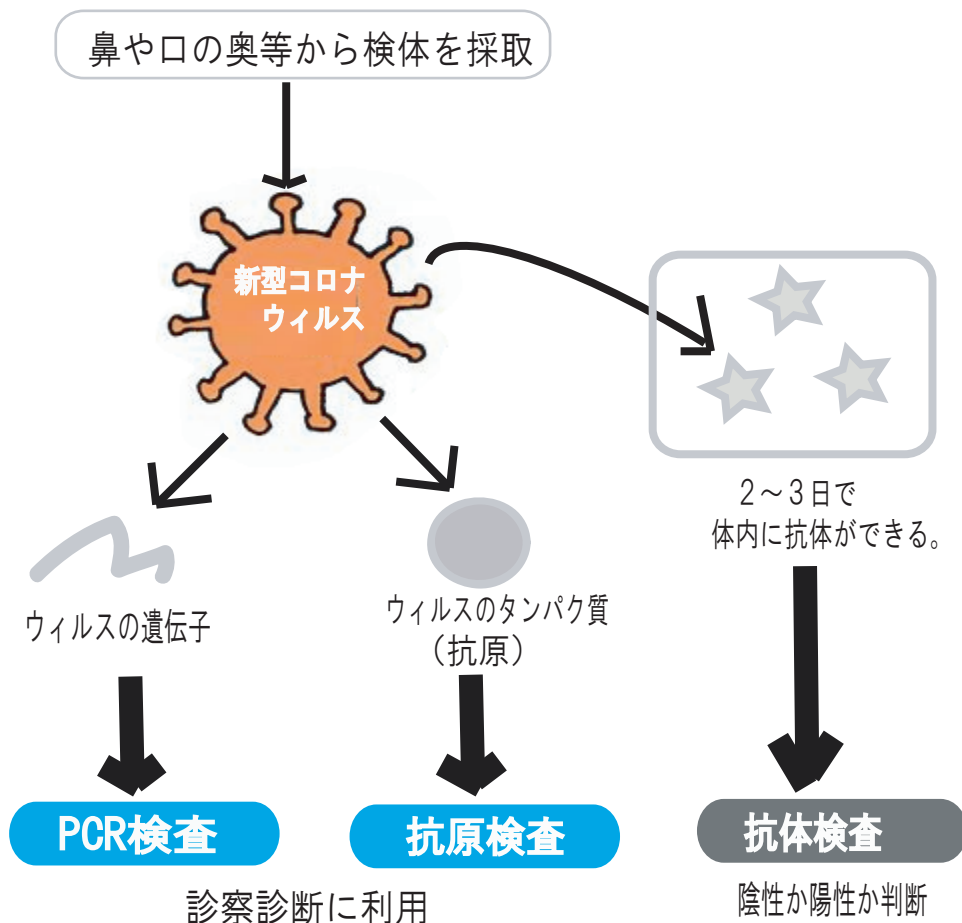 鼻や口の奥等から検体を採取
新型コロナ
ウィルス
2～3日で
体内に抗体ができる。
ウィルスの遺伝子
ウィルスのタンパク質
（抗原）
PCR検査
抗原検査
抗体検査
診察診断に利用
陰性か陽性か判断